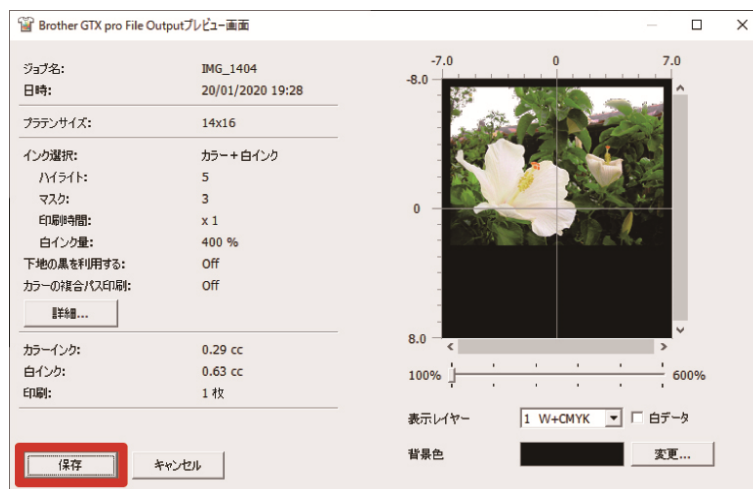 Brother GTX pro File Outputプレビュー画面
ジョブ名: IMG_1404
日時: 20/01/2020 19:28
プラテンサイズ: 14x16
インク選択: カラー+白インク
ハイライト: 5
マスク: 3
印刷時間: x 1
白インク量: 400 %
下地の黒を利用する: Off
カラーの複合パス印刷: Off
詳細...
カラーインク: 0.29 cc
白インク: 0.63 cc
印刷: 1 枚
保存 キャンセル
-7.0 0 7.0
-8.0
0
8.0
100% 600%
表示レイヤー 1 W+CMYK 白データ
背景色 変更...